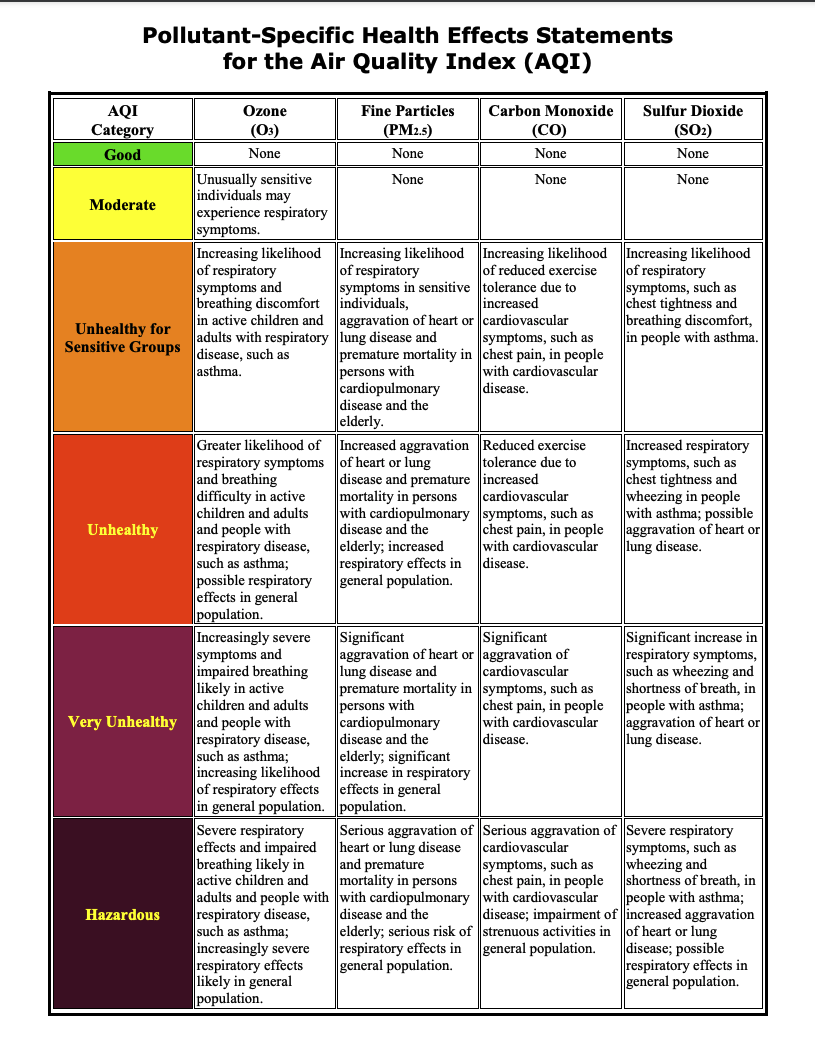 Pollutant-Specific Health Effects Statements
for the Air Quality Index (AQI)
AQI
Category
Ozone
(O3)
Fine Particles
(PM2.5)
Carbon Monoxide
(CO)
Sulfur Dioxide
(SO2)
Good
None
None
None
None
Moderate
Unusually sensitive
individuals may
experience respiratory
symptoms.
None
None
None
Unhealthy for
Sensitive Groups
Increasing likelihood
of respiratory
symptoms and
breathing discomfort
in active children and
adults with respiratory
disease, such as
asthma.
Increasing likelihood
of respiratory
symptoms in sensitive
individuals,
aggravation of heart or
lung disease and
premature mortality in
persons with
cardiopulmonary
disease and the
elderly.
Increasing likelihood
of reduced exercise
tolerance due to
increased
cardiovascular
symptoms, such as
chest pain, in people
with cardiovascular
disease.
Increasing likelihood
of respiratory
symptoms, such as
chest tightness and
breathing discomfort,
in people with asthma.
Unhealthy
Greater likelihood of
respiratory symptoms
and breathing
difficulty in active
children and adults
and people with
respiratory disease,
such as asthma;
possible respiratory
effects in general
population.
Increased aggravation
of heart or lung
disease and premature
mortality in persons
with cardiopulmonary
disease and the
elderly; increased
respiratory effects in
general population.
Reduced exercise
tolerance due to
increased
cardiovascular
symptoms, such as
chest pain, in people
with cardiovascular
disease.
Increased respiratory
symptoms, such as
chest tightness and
wheezing in people
with asthma; possible
aggravation of heart or
lung disease.
Very Unhealthy
Increasingly severe
symptoms and
impaired breathing
likely in active
children and adults
and people with
respiratory disease,
such as asthma;
increasing likelihood
of respiratory effects
in general population.
Significant
aggravation of heart or
lung disease and
premature mortality in
persons with
cardiopulmonary
disease and the
elderly; significant
increase in respiratory
effects in general
population.
Significant
aggravation of
cardiovascular
symptoms, such as
chest pain, in people
with cardiovascular
disease.
Significant increase in
respiratory symptoms,
such as wheezing and
shortness of breath, in
people with asthma;
aggravation of heart or
lung disease.
Hazardous
Severe respiratory
effects and impaired
breathing likely in
active children and
adults and people with
respiratory disease,
such as asthma;
increasingly severe
respiratory effects
likely in general
population.
Serious aggravation of
heart or lung disease
and premature
mortality in persons
with cardiopulmonary
disease and the
elderly; serious risk of
respiratory effects in
general population.
Serious aggravation of
cardiovascular
symptoms, such as
chest pain, in people
with cardiovascular
disease; impairment of
strenuous activities in
general population.
Severe respiratory
symptoms, such as
wheezing and
shortness of breath, in
people with asthma;
increased aggravation
of heart or lung
disease; possible
respiratory effects in
general population.